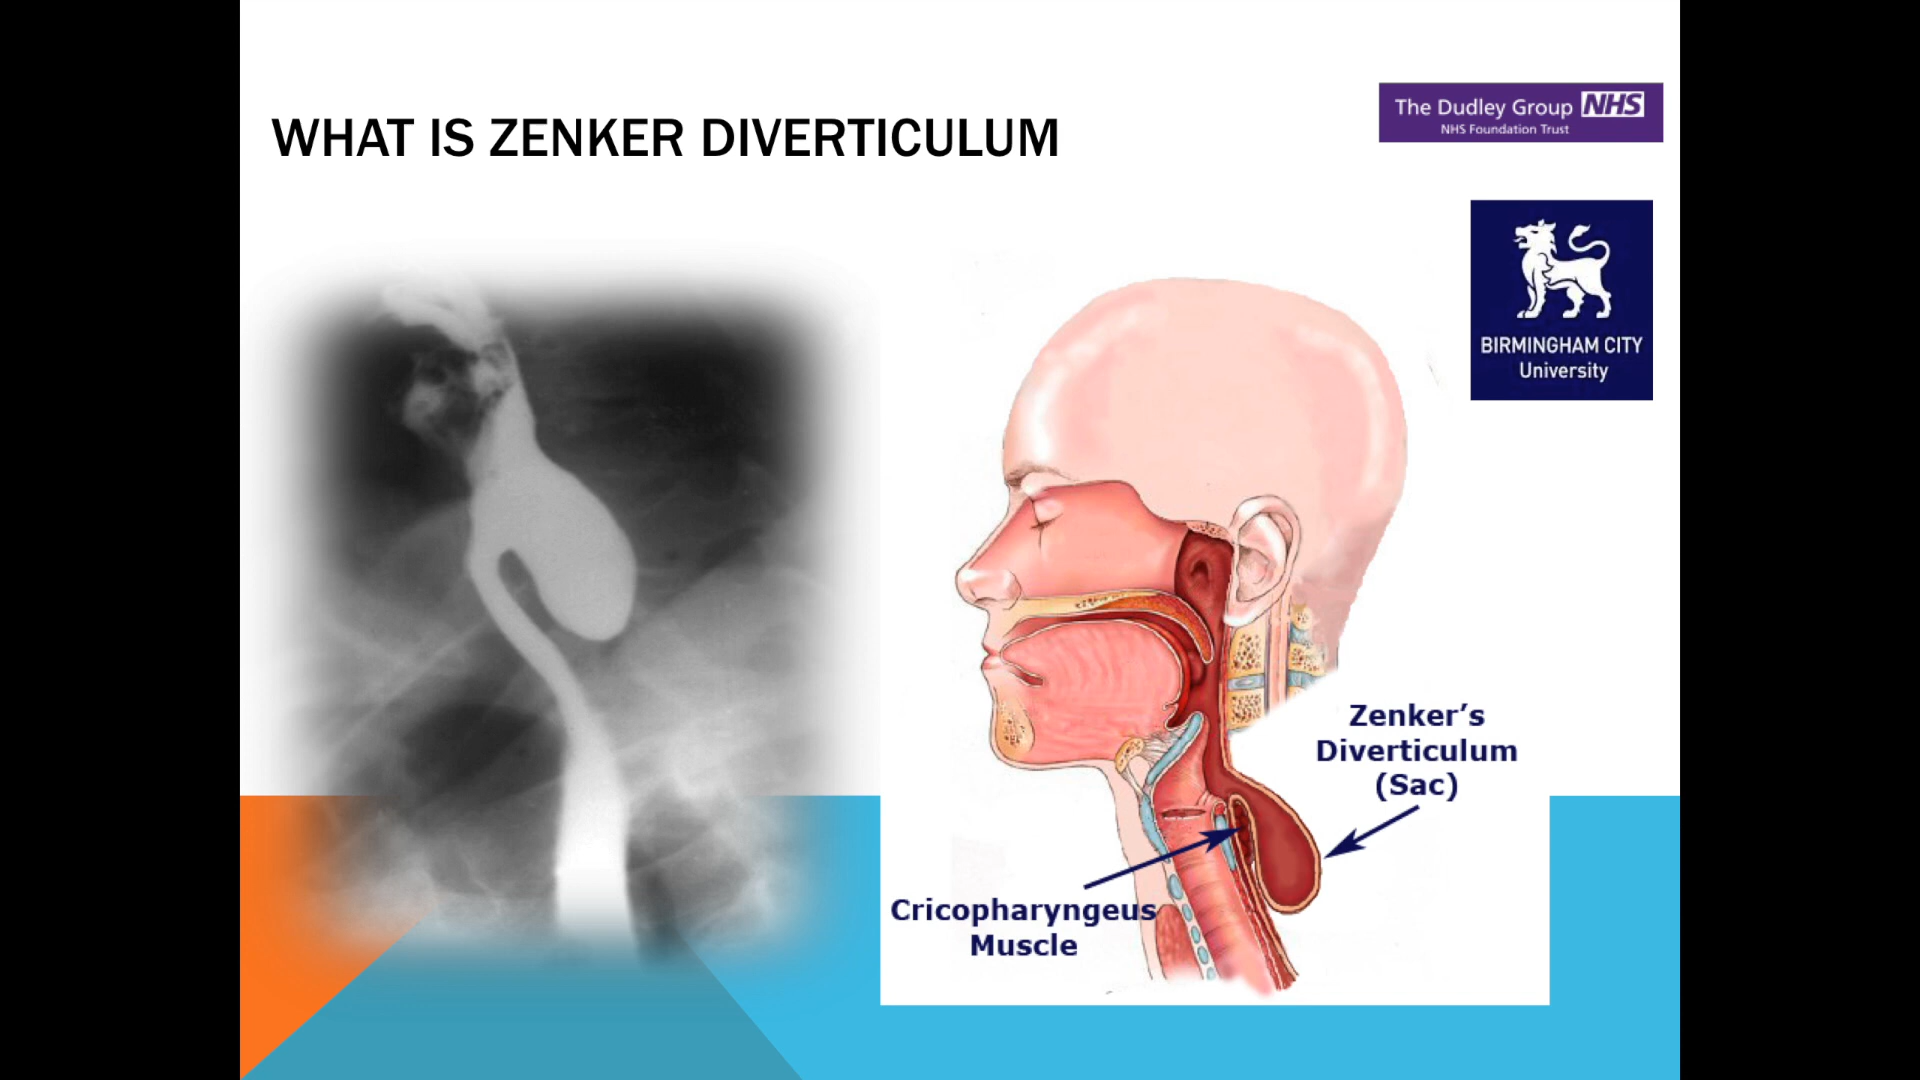 WHAT IS ZENKER DIVERTICULUM
The Dudley Group NHS
NHS Foundation Trust
BIRMINGHAM CITY
University
Zenker’s
Diverticulum
(Sac)
Cricopharyngeus
Muscle